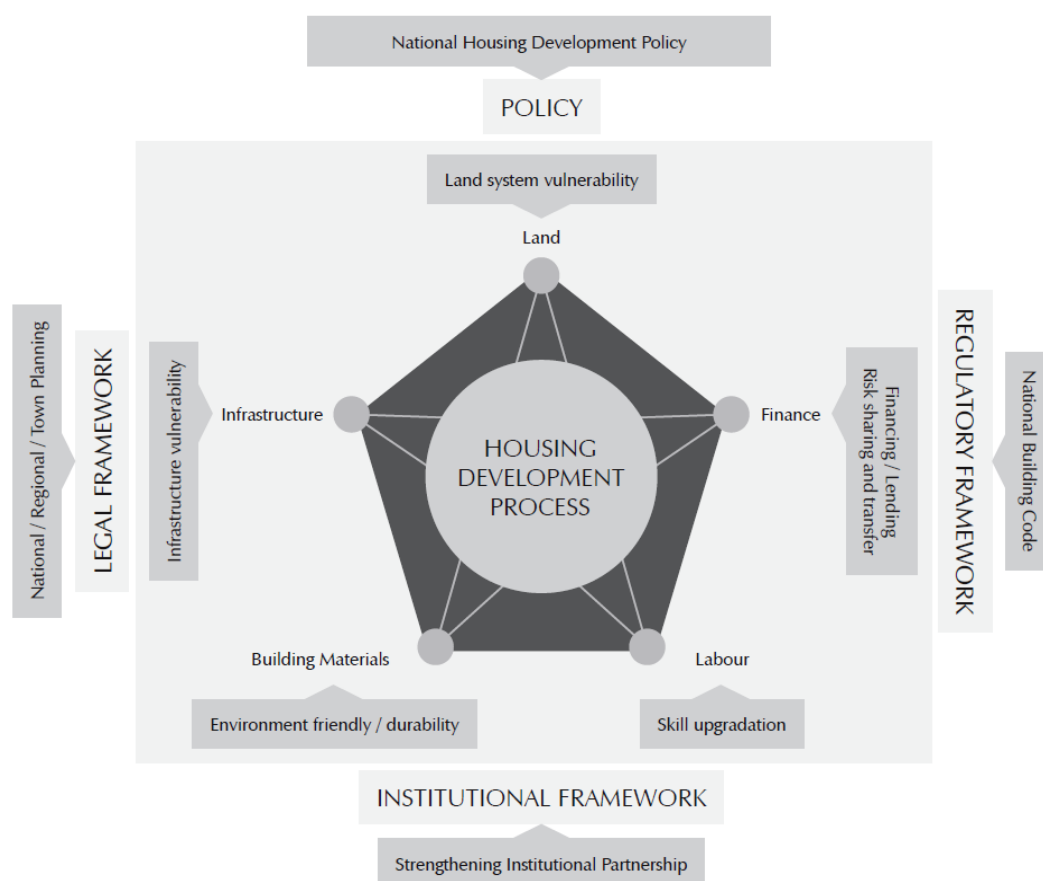 National Housing Development Policy
POLICY
Land system vulnerability
Land
National / Regional / Town Planning
LEGAL FRAMEWORK
Infrastructure vulnerability
Infrastructure
HOUSING
DEVELOPMENT
PROCESS
Finance
Financing / Lending
Risk sharing and transfer
REGULATORY FRAMEWORK
National Building Code
Building Materials
Environment friendly / durability
Labour
Skill upgradation
INSTITUTIONAL FRAMEWORK
Strengthening Institutional Partnership